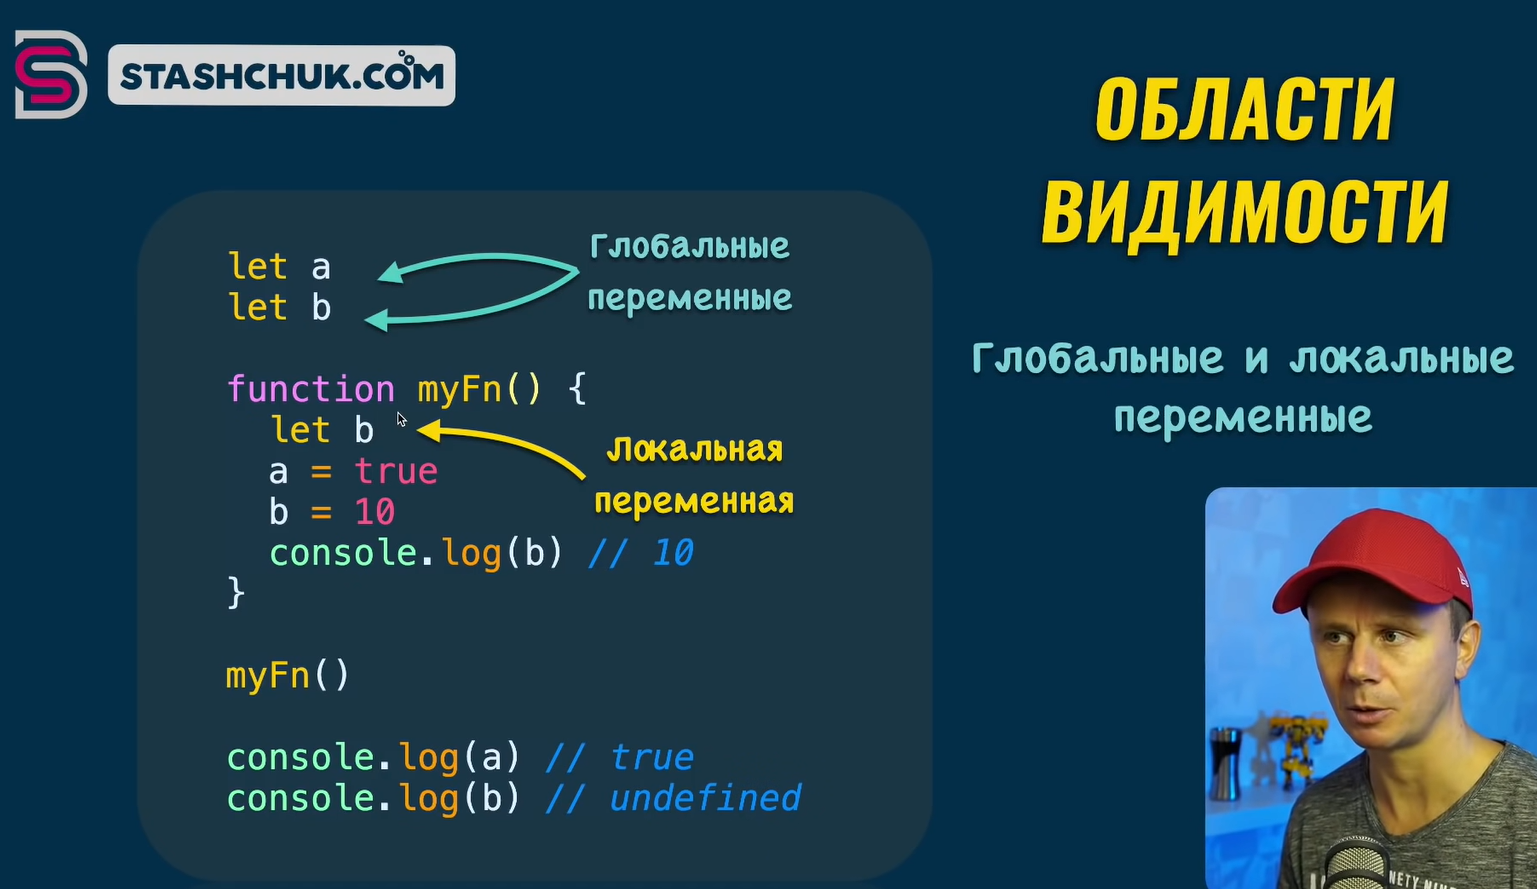 STASHCHUK.COM
ОБЛАСТИ
ВИДИМОСТИ
Глобальные и локальные
переменные
let a
let b
Глобальные
переменные
function myFn() {
let b
a = true
b = 10
console.log(b) // 10
}
Локальная
переменная
myFn()
console.log(a) // true
console.log(b) // undefined